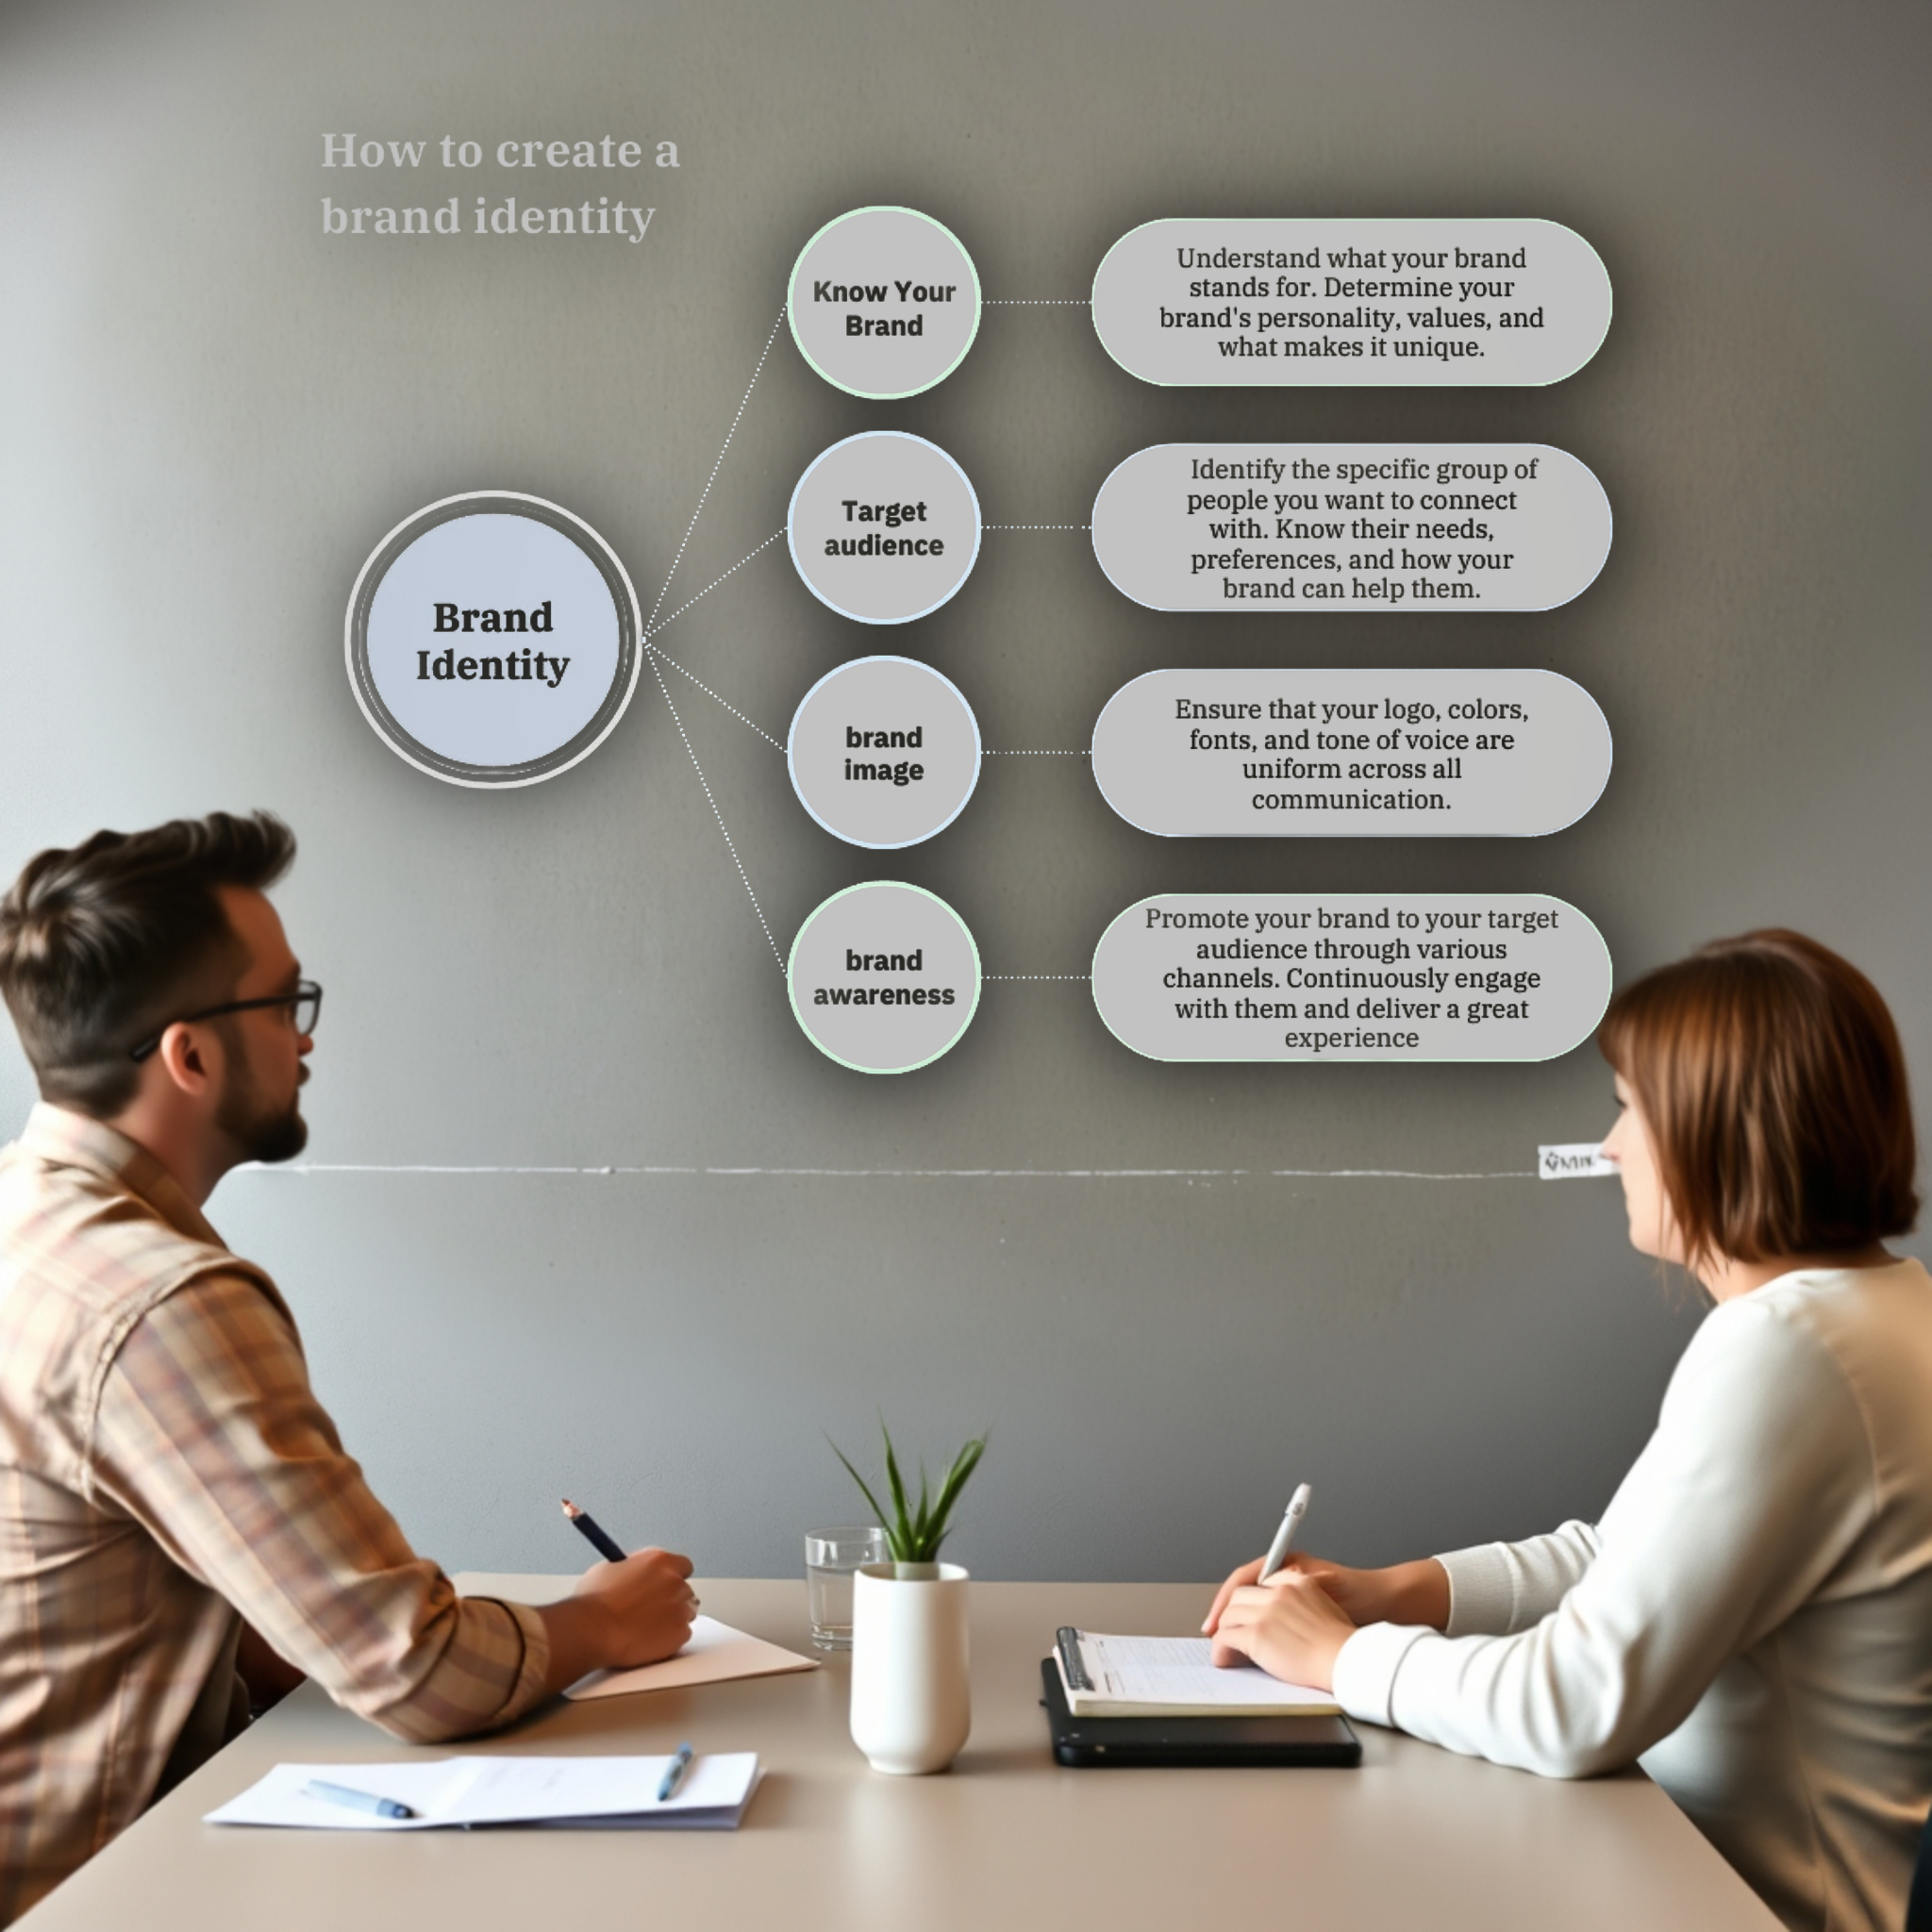 How to create a
brand identity
Brand
Identity
Know Your
Brand
Understand what your brand
stands for. Determine your
brand's personality, values, and
what makes it unique.
Target
audience
Identify the specific group of
people you want to connect
with. Know their needs,
preferences, and how your
brand can help them.
brand
image
Ensure that your logo, colors,
fonts, and tone of voice are
uniform across all
communication.
brand
awareness
Promote your brand to your target
audience through various
channels. Continuously engage
with them and deliver a great
experience